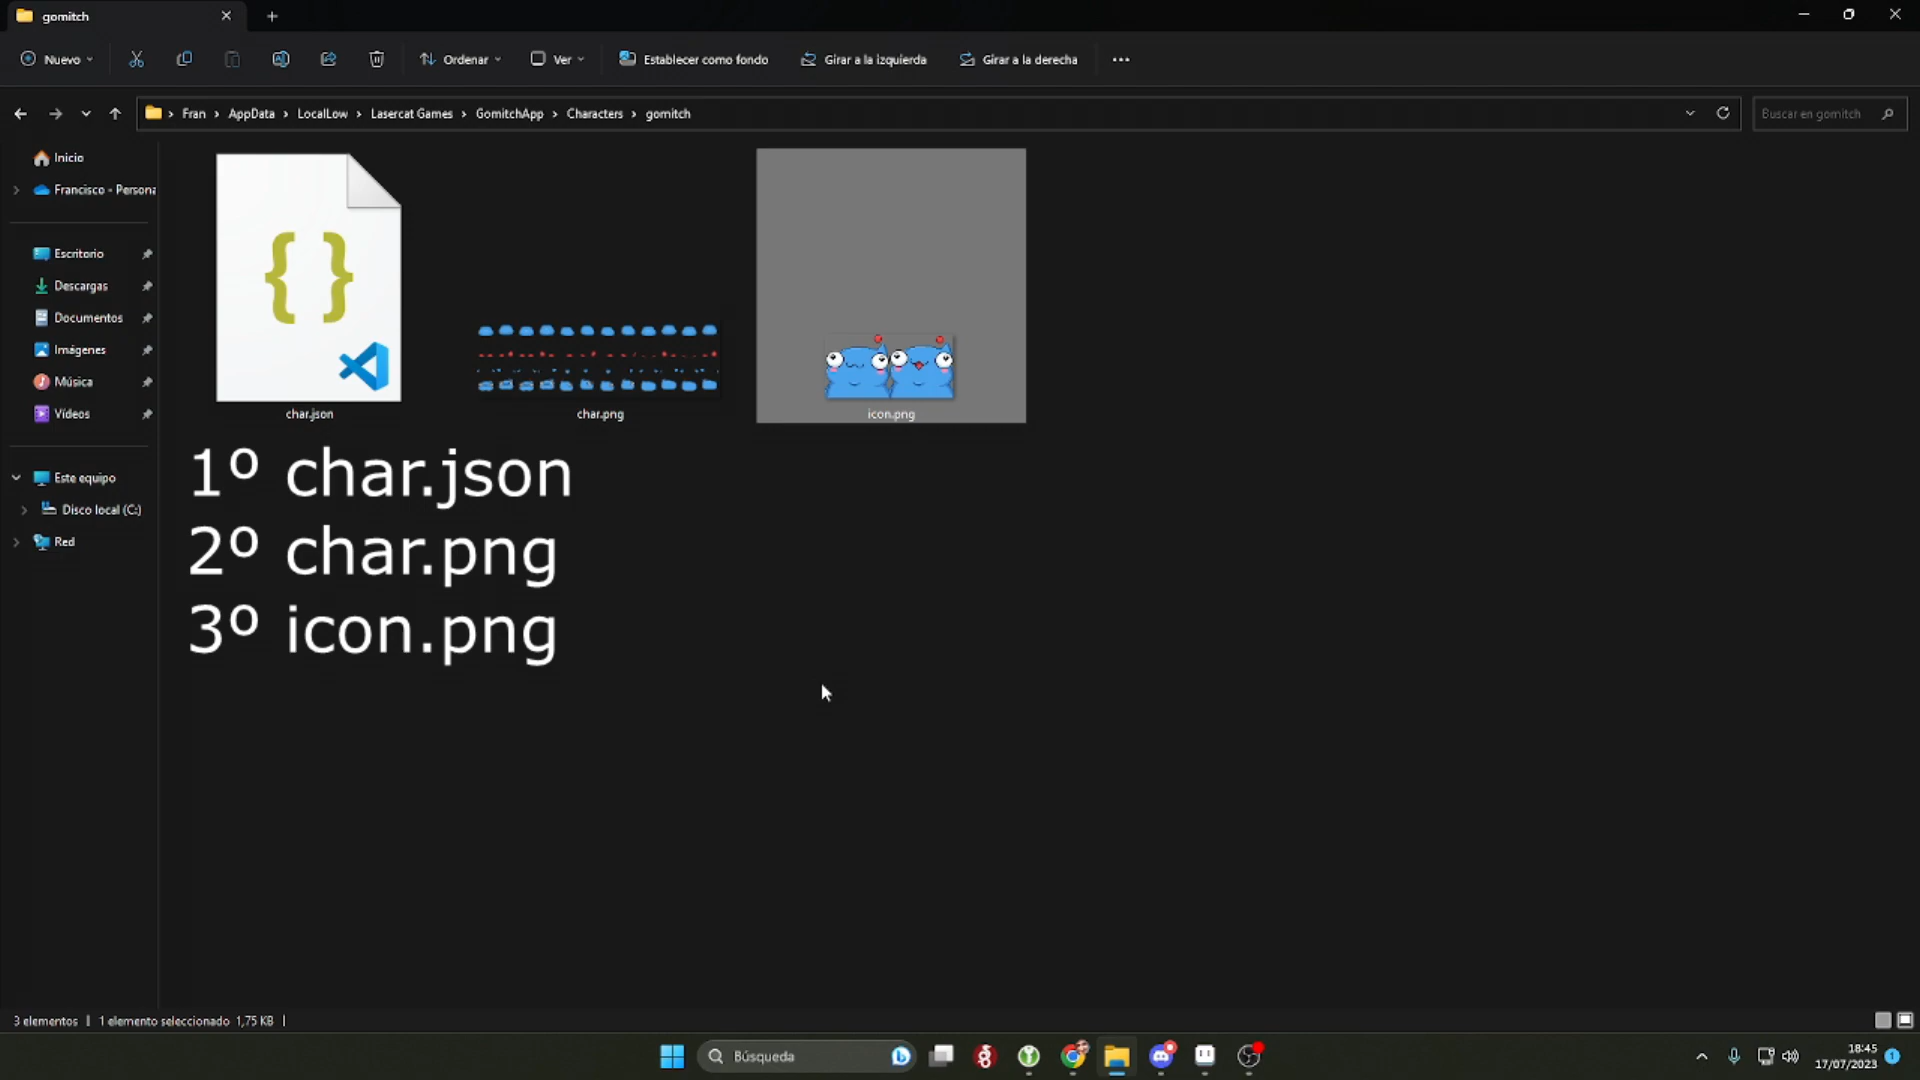 gomitch
Nuevo
Ordenar
Ver
Establecer como fondo
Girar a la izquierda
Girar a la derecha
Fran > AppData > LocalLow > Lasercat Games > GomitchApp > Characters > gomitch
Buscar en gomitch
Inicio
Francisco - Persona
Escritorio
Descargas
Documentos
Imágenes
Música
Vídeos
Este equipo
Disco local (C:)
Red
char.json
char.png
icon.png
1º char.json
2º char.png
3º icon.png
3 elementos | 1 elemento seleccionado 1,75 KB |
Búsqueda
18:45
17/07/2023
1